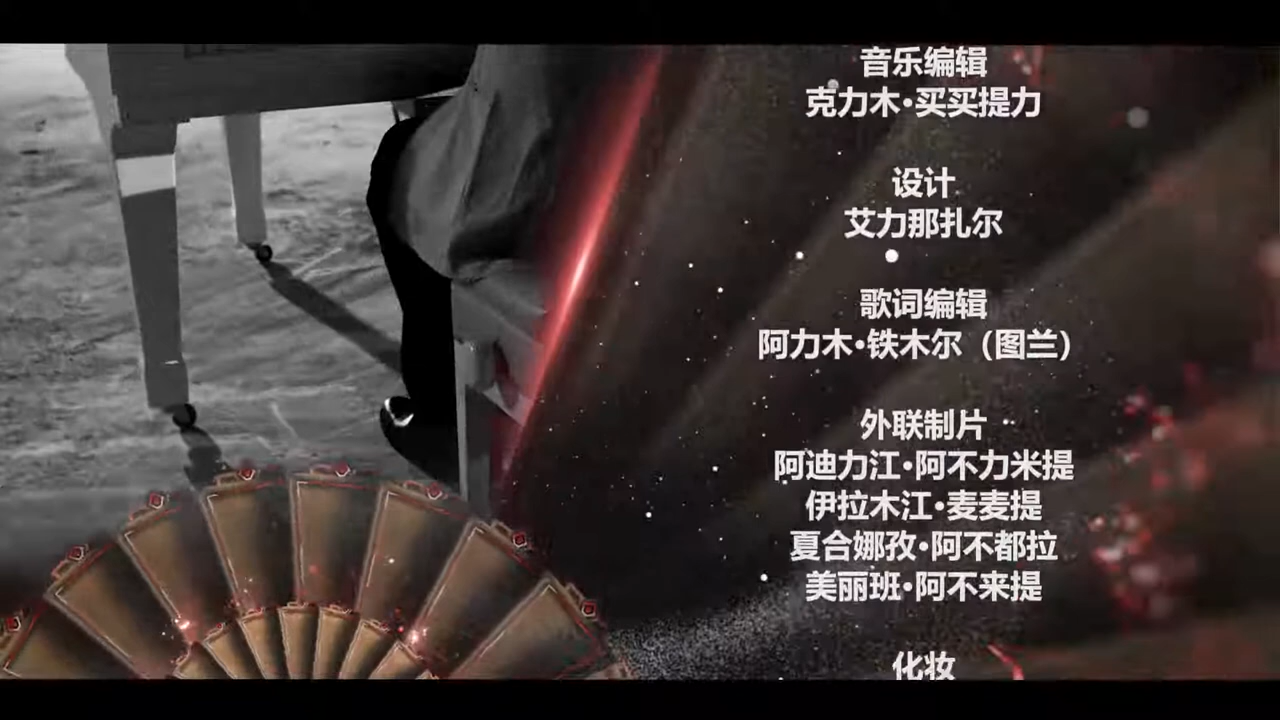 音乐编辑
克力木•买买提力
设计
艾力那扎尔
歌词编辑
阿力木•铁木尔（图兰）
外联制片
阿迪力江•阿不力米提
伊拉木江•麦麦提
夏合娜孜•阿不都拉
美丽班•阿不来提
化妆